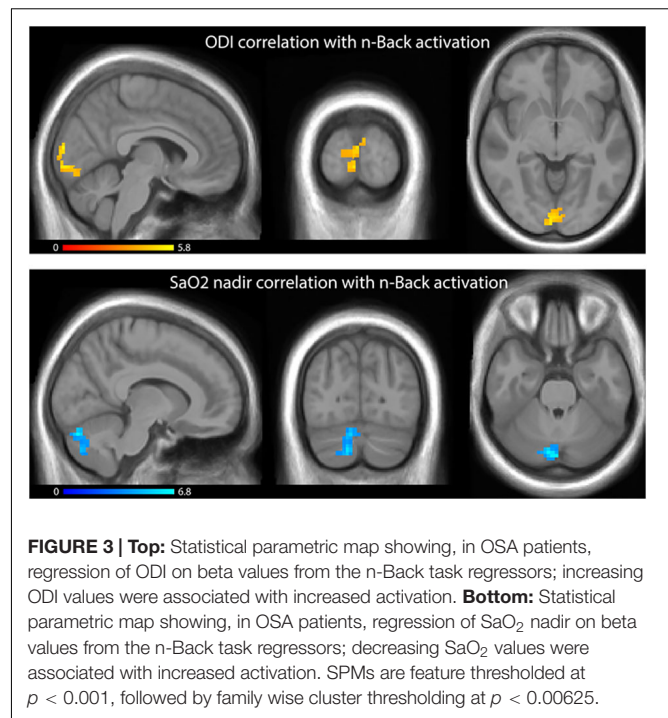 ODI correlation with n-Back activation
0 5.8
SaO2 nadir correlation with n-Back activation
0 6.8
FIGURE 3 | Top: Statistical parametric map showing, in OSA patients,
regression of ODI on beta values from the n-Back task regressors; increasing
ODI values were associated with increased activation. Bottom: Statistical
parametric map showing, in OSA patients, regression of SaO₂ nadir on beta
values from the n-Back task regressors; decreasing SaO₂ values were
associated with increased activation. SPMs are feature thresholded at
p < 0.001, followed by family wise cluster thresholding at p < 0.00625.